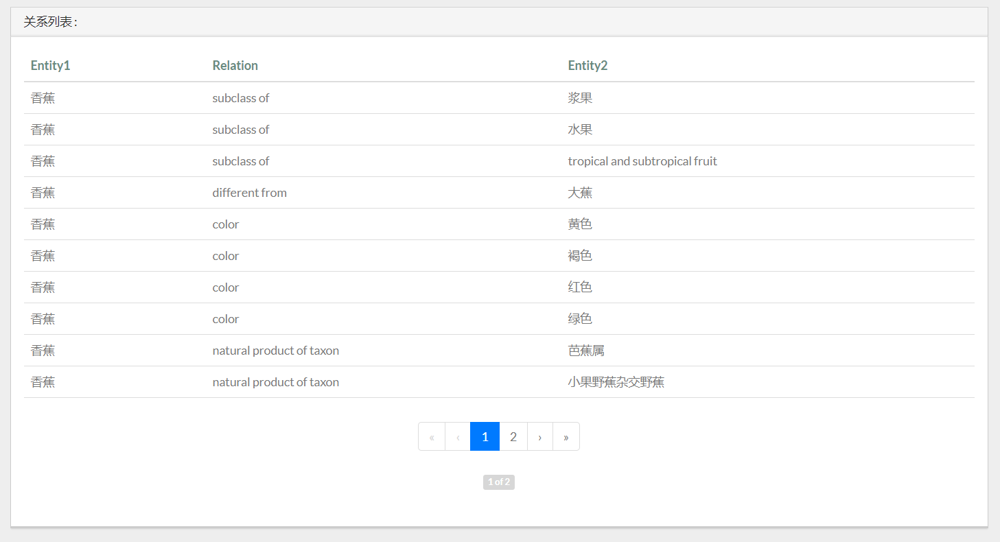 关系列表 :
Entity1 Relation Entity2
香蕉 subclass of 浆果
香蕉 subclass of 水果
香蕉 subclass of tropical and subtropical fruit
香蕉 different from 大蕉
香蕉 color 黄色
香蕉 color 褐色
香蕉 color 红色
香蕉 color 绿色
香蕉 natural product of taxon 芭蕉属
香蕉 natural product of taxon 小果野蕉杂交野蕉
« ‹ 1 2 › »
1 of 2